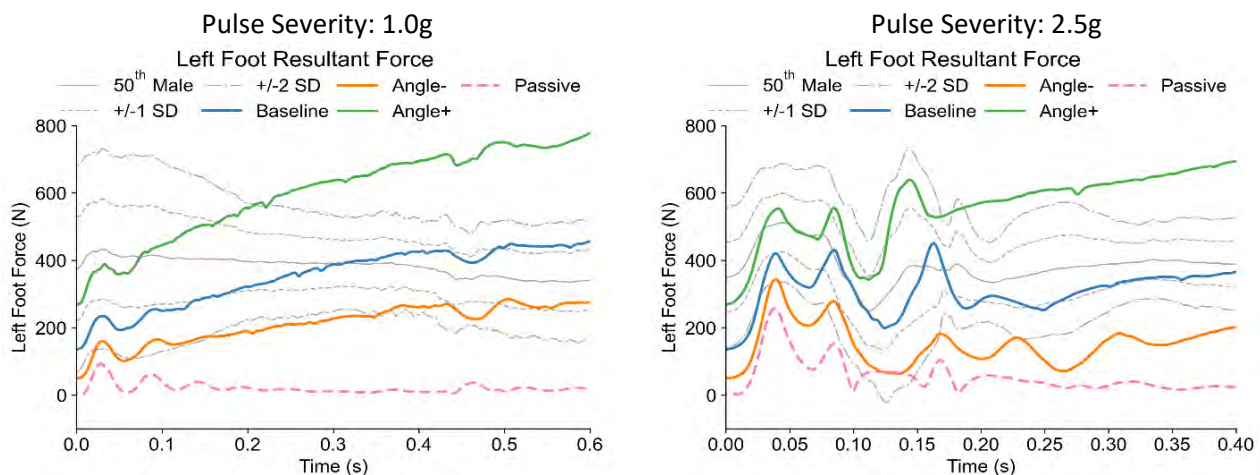 Pulse Severity: 1.0g
Left Foot Resultant Force
50th Male +/-2 SD Angle- Passive
+/-1 SD Baseline Angle+
800
600
400
200
0
Left Foot Force (N)
0.0 0.1 0.2 0.3 0.4 0.5 0.6
Time (s)
Pulse Severity: 2.5g
Left Foot Resultant Force
50th Male +/-2 SD Angle- Passive
+/-1 SD Baseline Angle+
800
600
400
200
0
Left Foot Force (N)
0.00 0.05 0.10 0.15 0.20 0.25 0.30 0.35 0.40
Time (s)